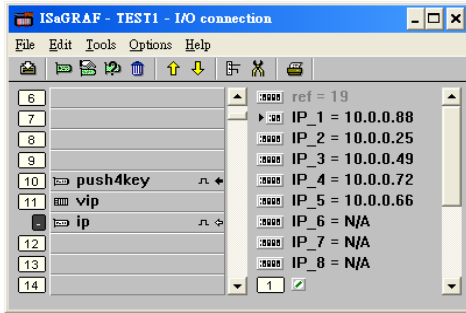 ISaGRAF - TEST1 - I/O connection
File Edit Tools Options Help
6
7
8
9
10 push4key
11 vip
ip
12
13
14
ref = 19
IP_1 = 10.0.0.88
IP_2 = 10.0.0.25
IP_3 = 10.0.0.49
IP_4 = 10.0.0.72
IP_5 = 10.0.0.66
IP_6 = N/A
IP_7 = N/A
IP_8 = N/A
1